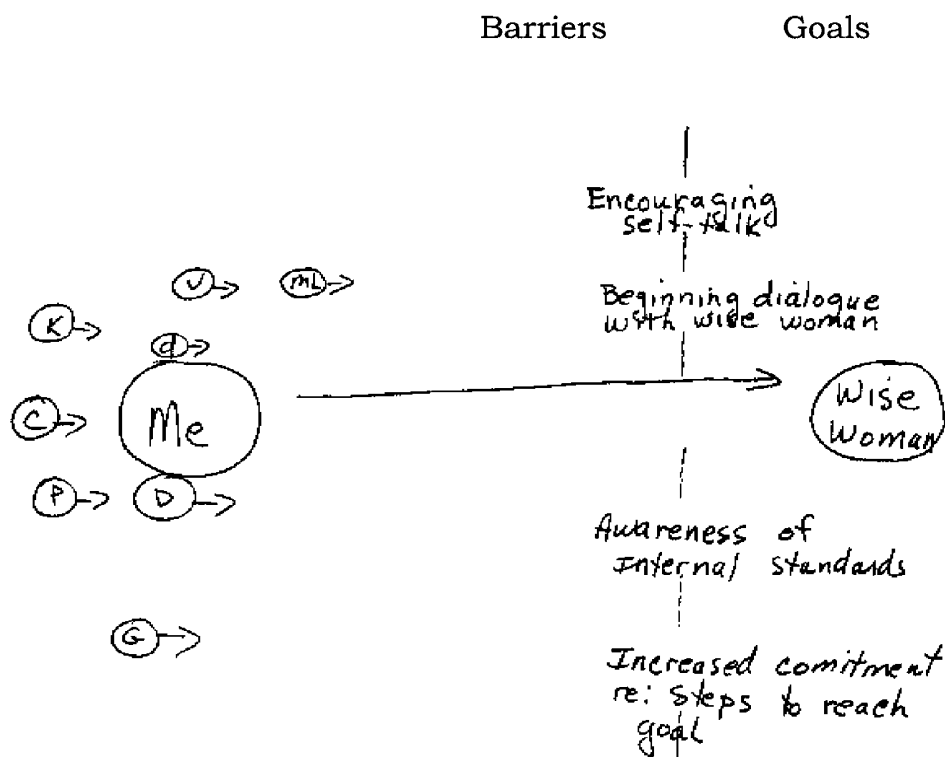 Barriers Goals
Encouraging
self-talk
Beginning dialogue
with wise woman
V mL
K
d
C Me Wise
Woman
P D
Awareness of
Internal standards
G
Increased comitment
re: Steps to reach
goal